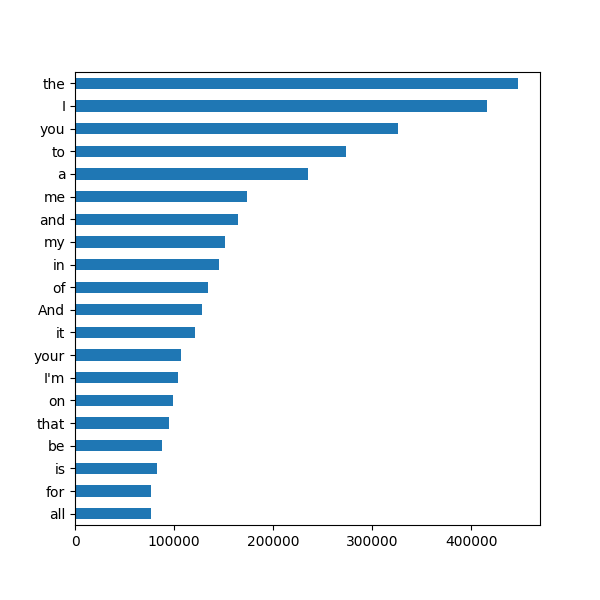 the
I
you
to
a
me
and
my
in
of
And
it
your
I'm
on
that
be
is
for
all
0 100000 200000 300000 400000